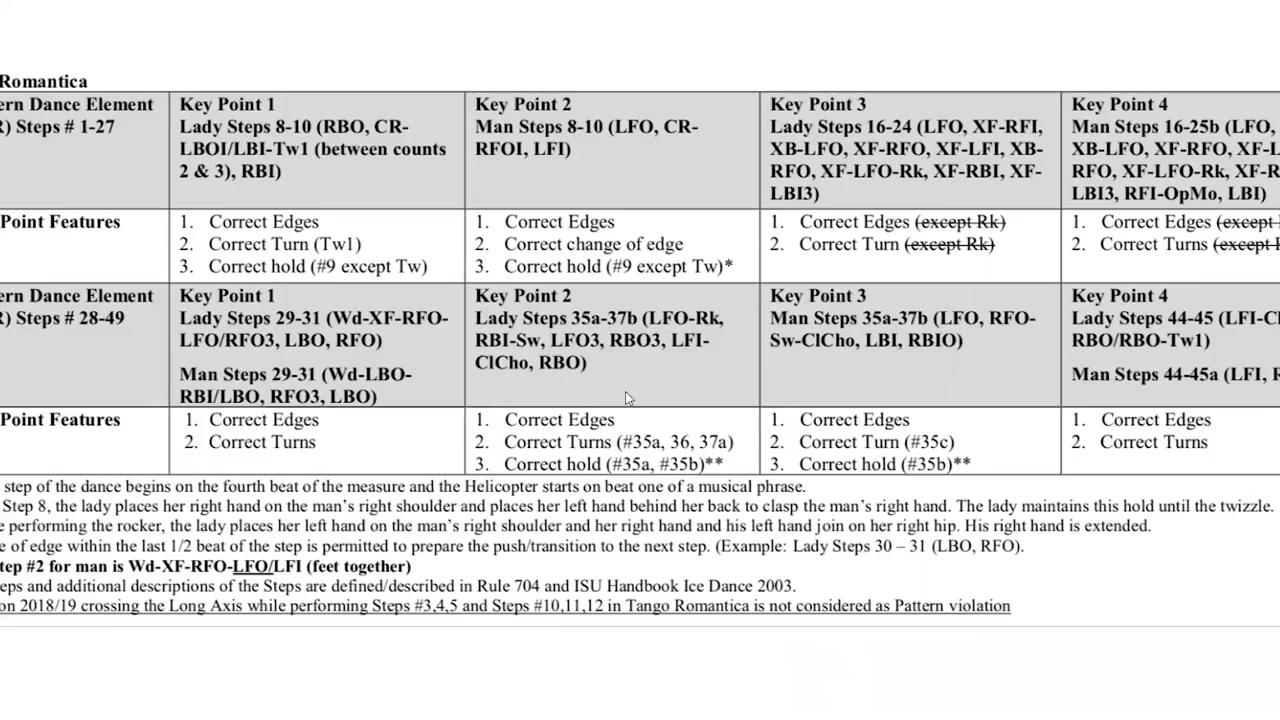 Romantica
ern Dance Element
R) Steps # 1-27
Key Point 1
Lady Steps 8-10 (RBO, CR-
LBOI/LBI-Tw1 (between counts
2 & 3), RBI)
Key Point 2
Man Steps 8-10 (LFO, CR-
RFOI, LFI)
Key Point 3
Lady Steps 16-24 (LFO, XF-RFI,
XB-LFO, XF-RFO, XF-LFI, XB-
RFO, XF-LFO-Rk, XF-RBI, XF-
LBI3)
Key Point 4
Man Steps 16-25b (LFO,
XB-LFO, XF-RFO, XF-L
RFO, XF-LFO-Rk, XF-R
LBI3, RFI-OpMo, LBI)
Point Features
1. Correct Edges
2. Correct Turn (Tw1)
3. Correct hold (#9 except Tw)
1. Correct Edges
2. Correct change of edge
3. Correct hold (#9 except Tw)*
1. Correct Edges (except Rk)
2. Correct Turn (except Rk)
1. Correct Edges (except
2. Correct Turns (except
ern Dance Element
R) Steps # 28-49
Key Point 1
Lady Steps 29-31 (Wd-XF-RFO-
LFO/RFO3, LBO, RFO)
Man Steps 29-31 (Wd-LBO-
RBI/LBO, RFO3, LBO)
Key Point 2
Lady Steps 35a-37b (LFO-Rk,
RBI-Sw, LFO3, RBO3, LFI-
ClCho, RBO)
Key Point 3
Man Steps 35a-37b (LFO, RFO-
Sw-ClCho, LBI, RBIO)
Key Point 4
Lady Steps 44-45 (LFI-Cl
RBO/RBO-Tw1)
Man Steps 44-45a (LFI, R
Point Features
1. Correct Edges
2. Correct Turns
1. Correct Edges
2. Correct Turns (#35a, 36, 37a)
3. Correct hold (#35a, #35b)**
1. Correct Edges
2. Correct Turn (#35c)
3. Correct hold (#35b)**
1. Correct Edges
2. Correct Turns
step of the dance begins on the fourth beat of the measure and the Helicopter starts on beat one of a musical phrase.
Step 8, the lady places her right hand on the man's right shoulder and places her left hand behind her back to clasp the man's right hand. The lady maintains this hold until the twizzle.
e performing the rocker, the lady places her left hand on the man's right shoulder and her right hand and his left hand join on her right hip. His right hand is extended.
e of edge within the last 1/2 beat of the step is permitted to prepare the push/transition to the next step. (Example: Lady Steps 30 – 31 (LBO, RFO).
tep #2 for man is Wd-XF-RFO-LFO/LFI (feet together)
eps and additional descriptions of the Steps are defined/described in Rule 704 and ISU Handbook Ice Dance 2003.
on 2018/19 crossing the Long Axis while performing Steps #3,4,5 and Steps #10,11,12 in Tango Romantica is not considered as Pattern violation